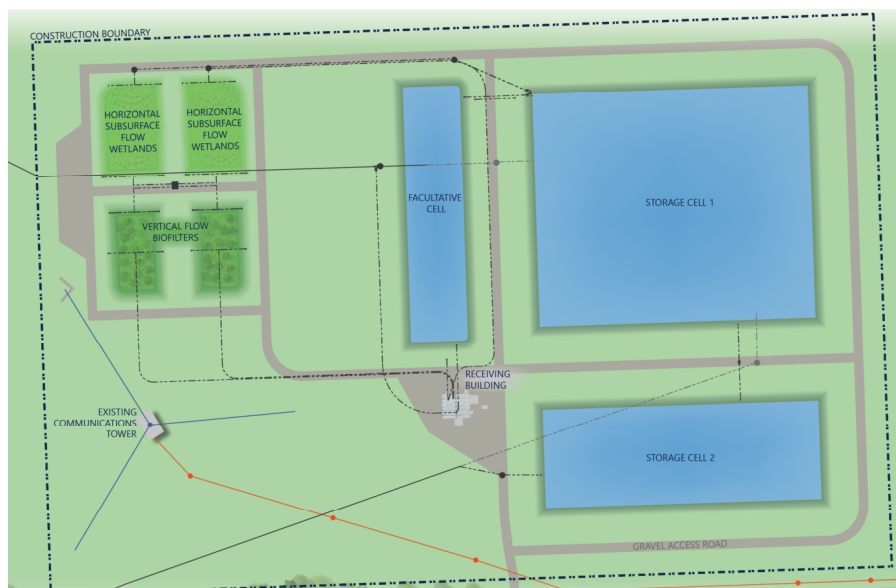 CONSTRUCTION BOUNDARY
HORIZONTAL
SUBSURFACE
FLOW
WETLANDS
HORIZONTAL
SUBSURFACE
FLOW
WETLANDS
FACULTATIVE
CELL
STORAGE CELL 1
VERTICAL FLOW
BIOFILTERS
RECEIVING
BUILDING
EXISTING
COMMUNICATIONS
TOWER
STORAGE CELL 2
GRAVEL ACCESS ROAD